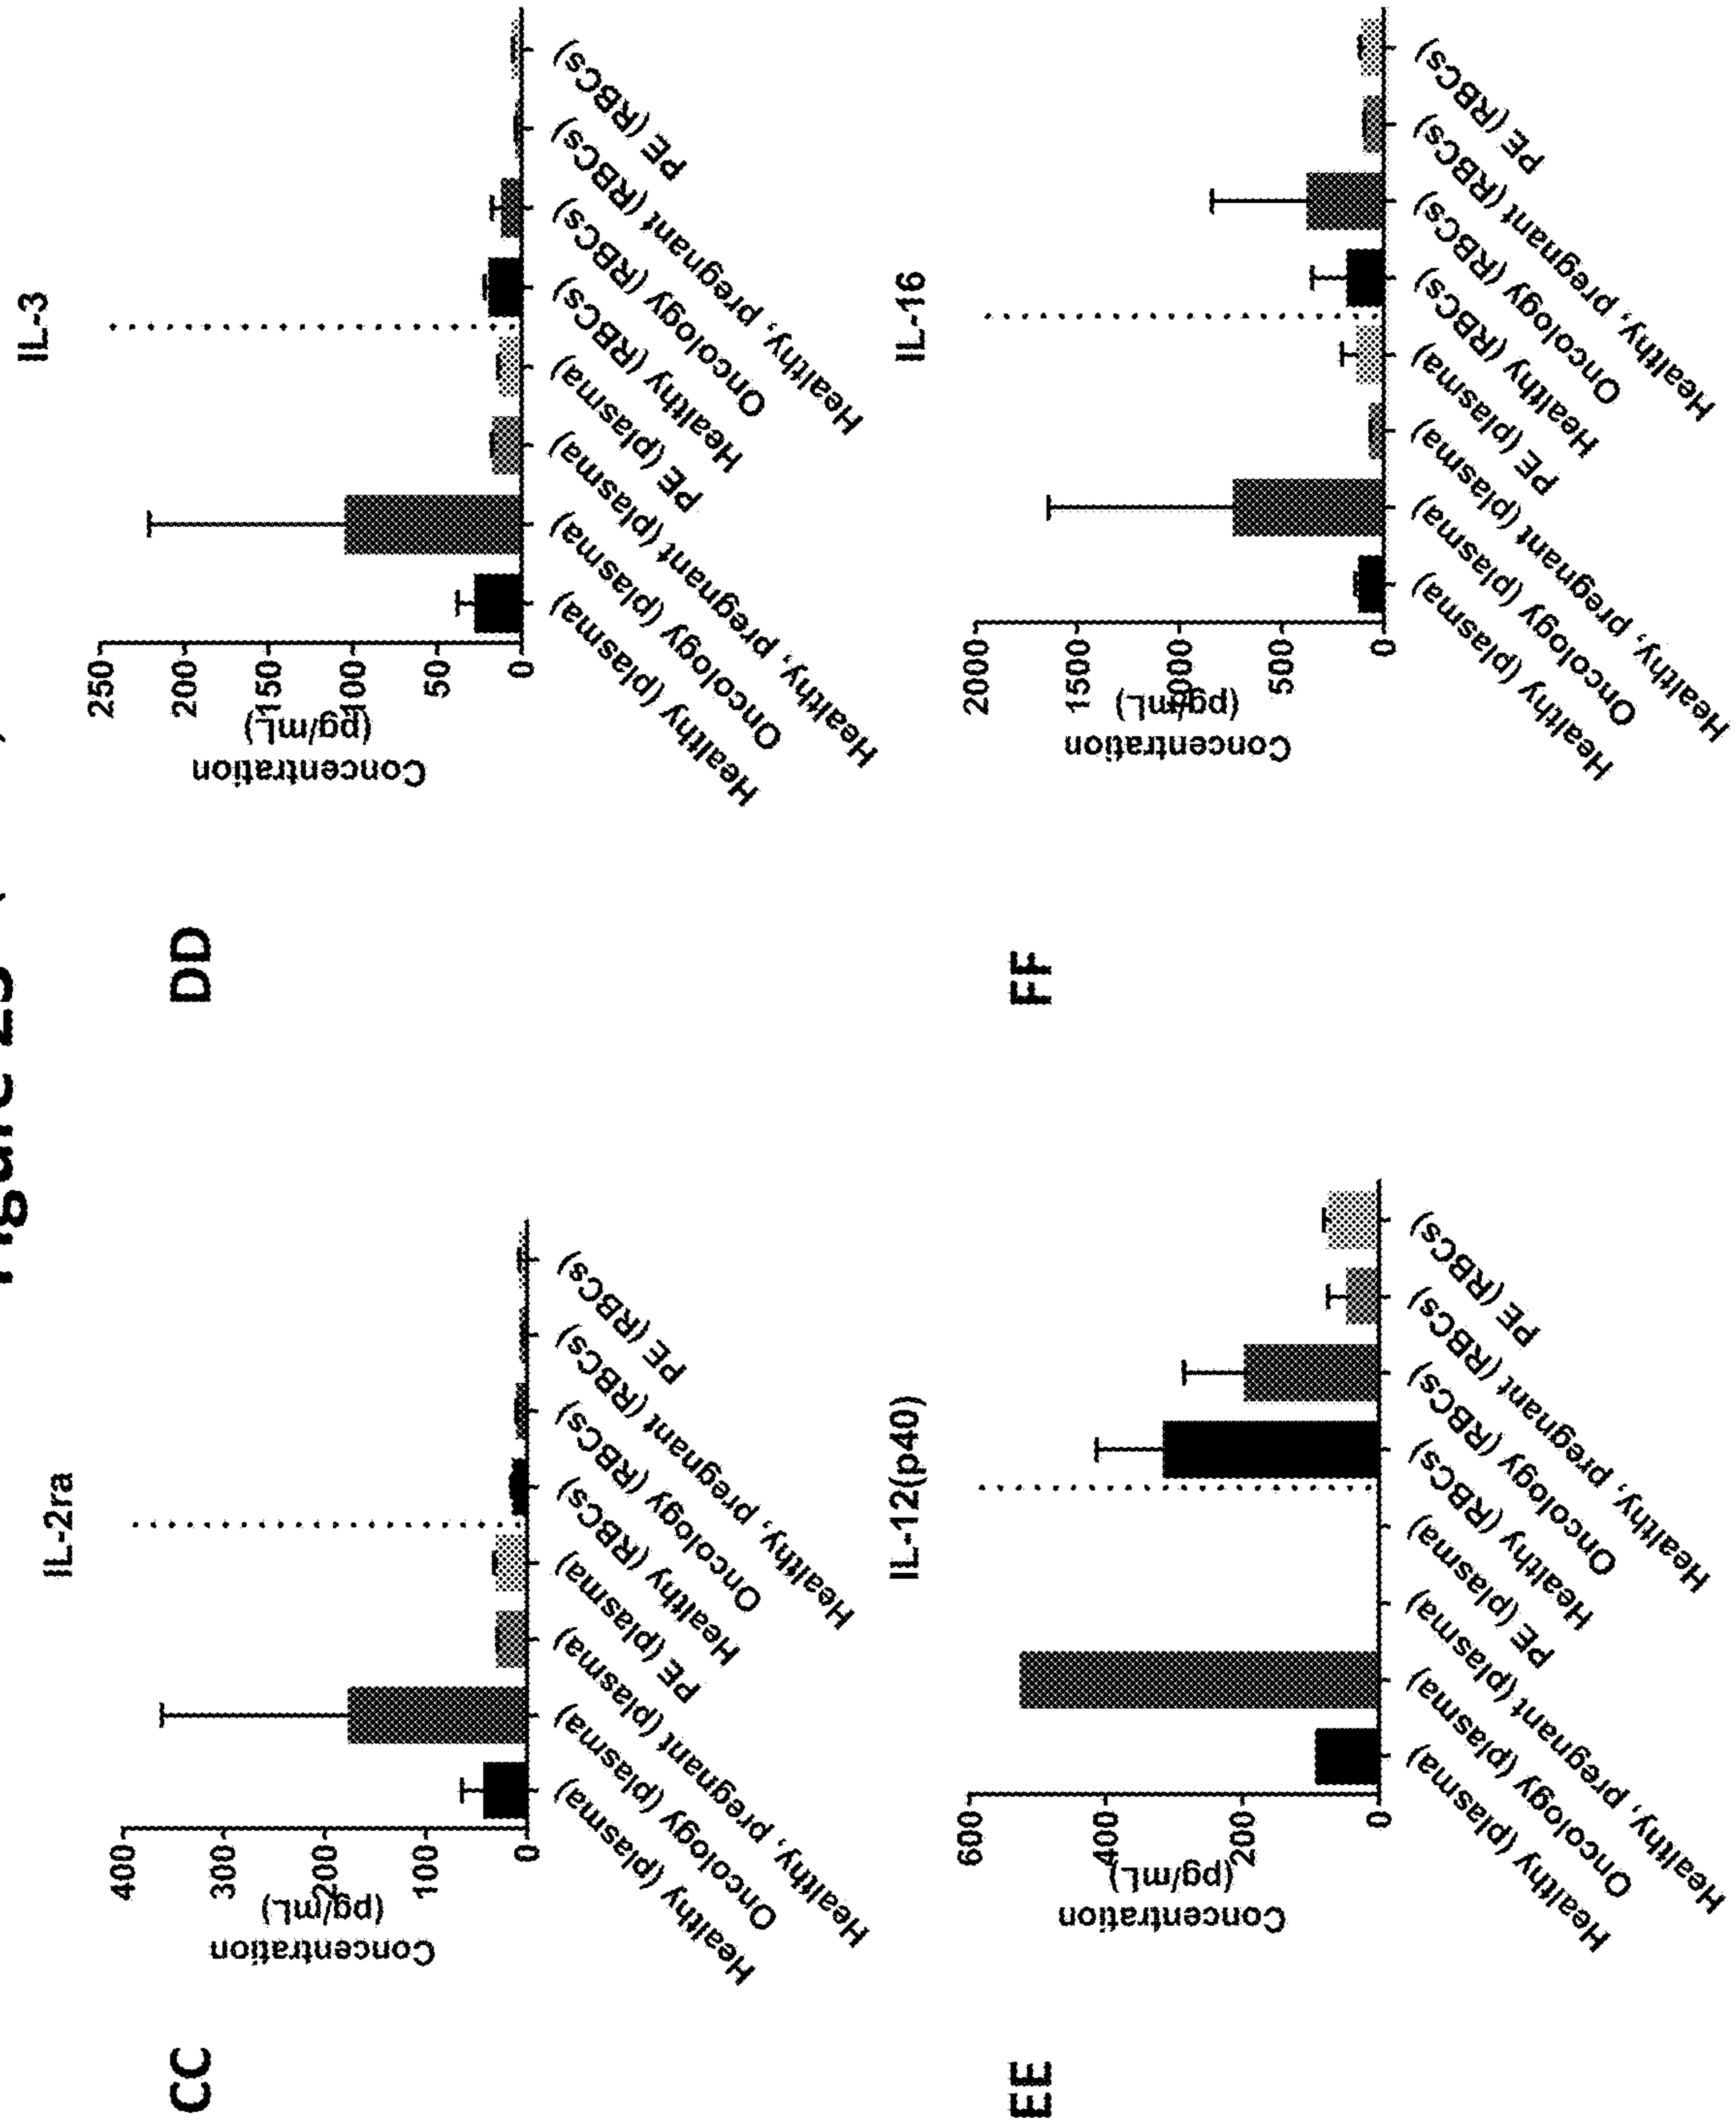 CC
IL-2ra
Concentration
(pg/mL)
400
300
200
100
0
Healthy (plasma)
Oncology (plasma)
Healthy, pregnant (plasma)
PE (plasma)
Healthy (RBCs)
Oncology (RBCs)
Healthy, pregnant (RBCs)
PE (RBCs)
DD
IL-3
Concentration
(pg/mL)
250
200
150
100
50
0
Healthy (plasma)
Oncology (plasma)
Healthy, pregnant (plasma)
PE (plasma)
Healthy (RBCs)
Oncology (RBCs)
Healthy, pregnant (RBCs)
PE (RBCs)
EE
IL-12(p40)
Concentration
(pg/mL)
600
400
200
0
Healthy (plasma)
Oncology (plasma)
Healthy, pregnant (plasma)
PE (plasma)
Healthy (RBCs)
Oncology (RBCs)
Healthy, pregnant (RBCs)
PE (RBCs)
FF
IL-16
Concentration
(pg/mL)
2000
1500
1000
500
0
Healthy (plasma)
Oncology (plasma)
Healthy, pregnant (plasma)
PE (plasma)
Healthy (RBCs)
Oncology (RBCs)
Healthy, pregnant (RBCs)
PE (RBCs)